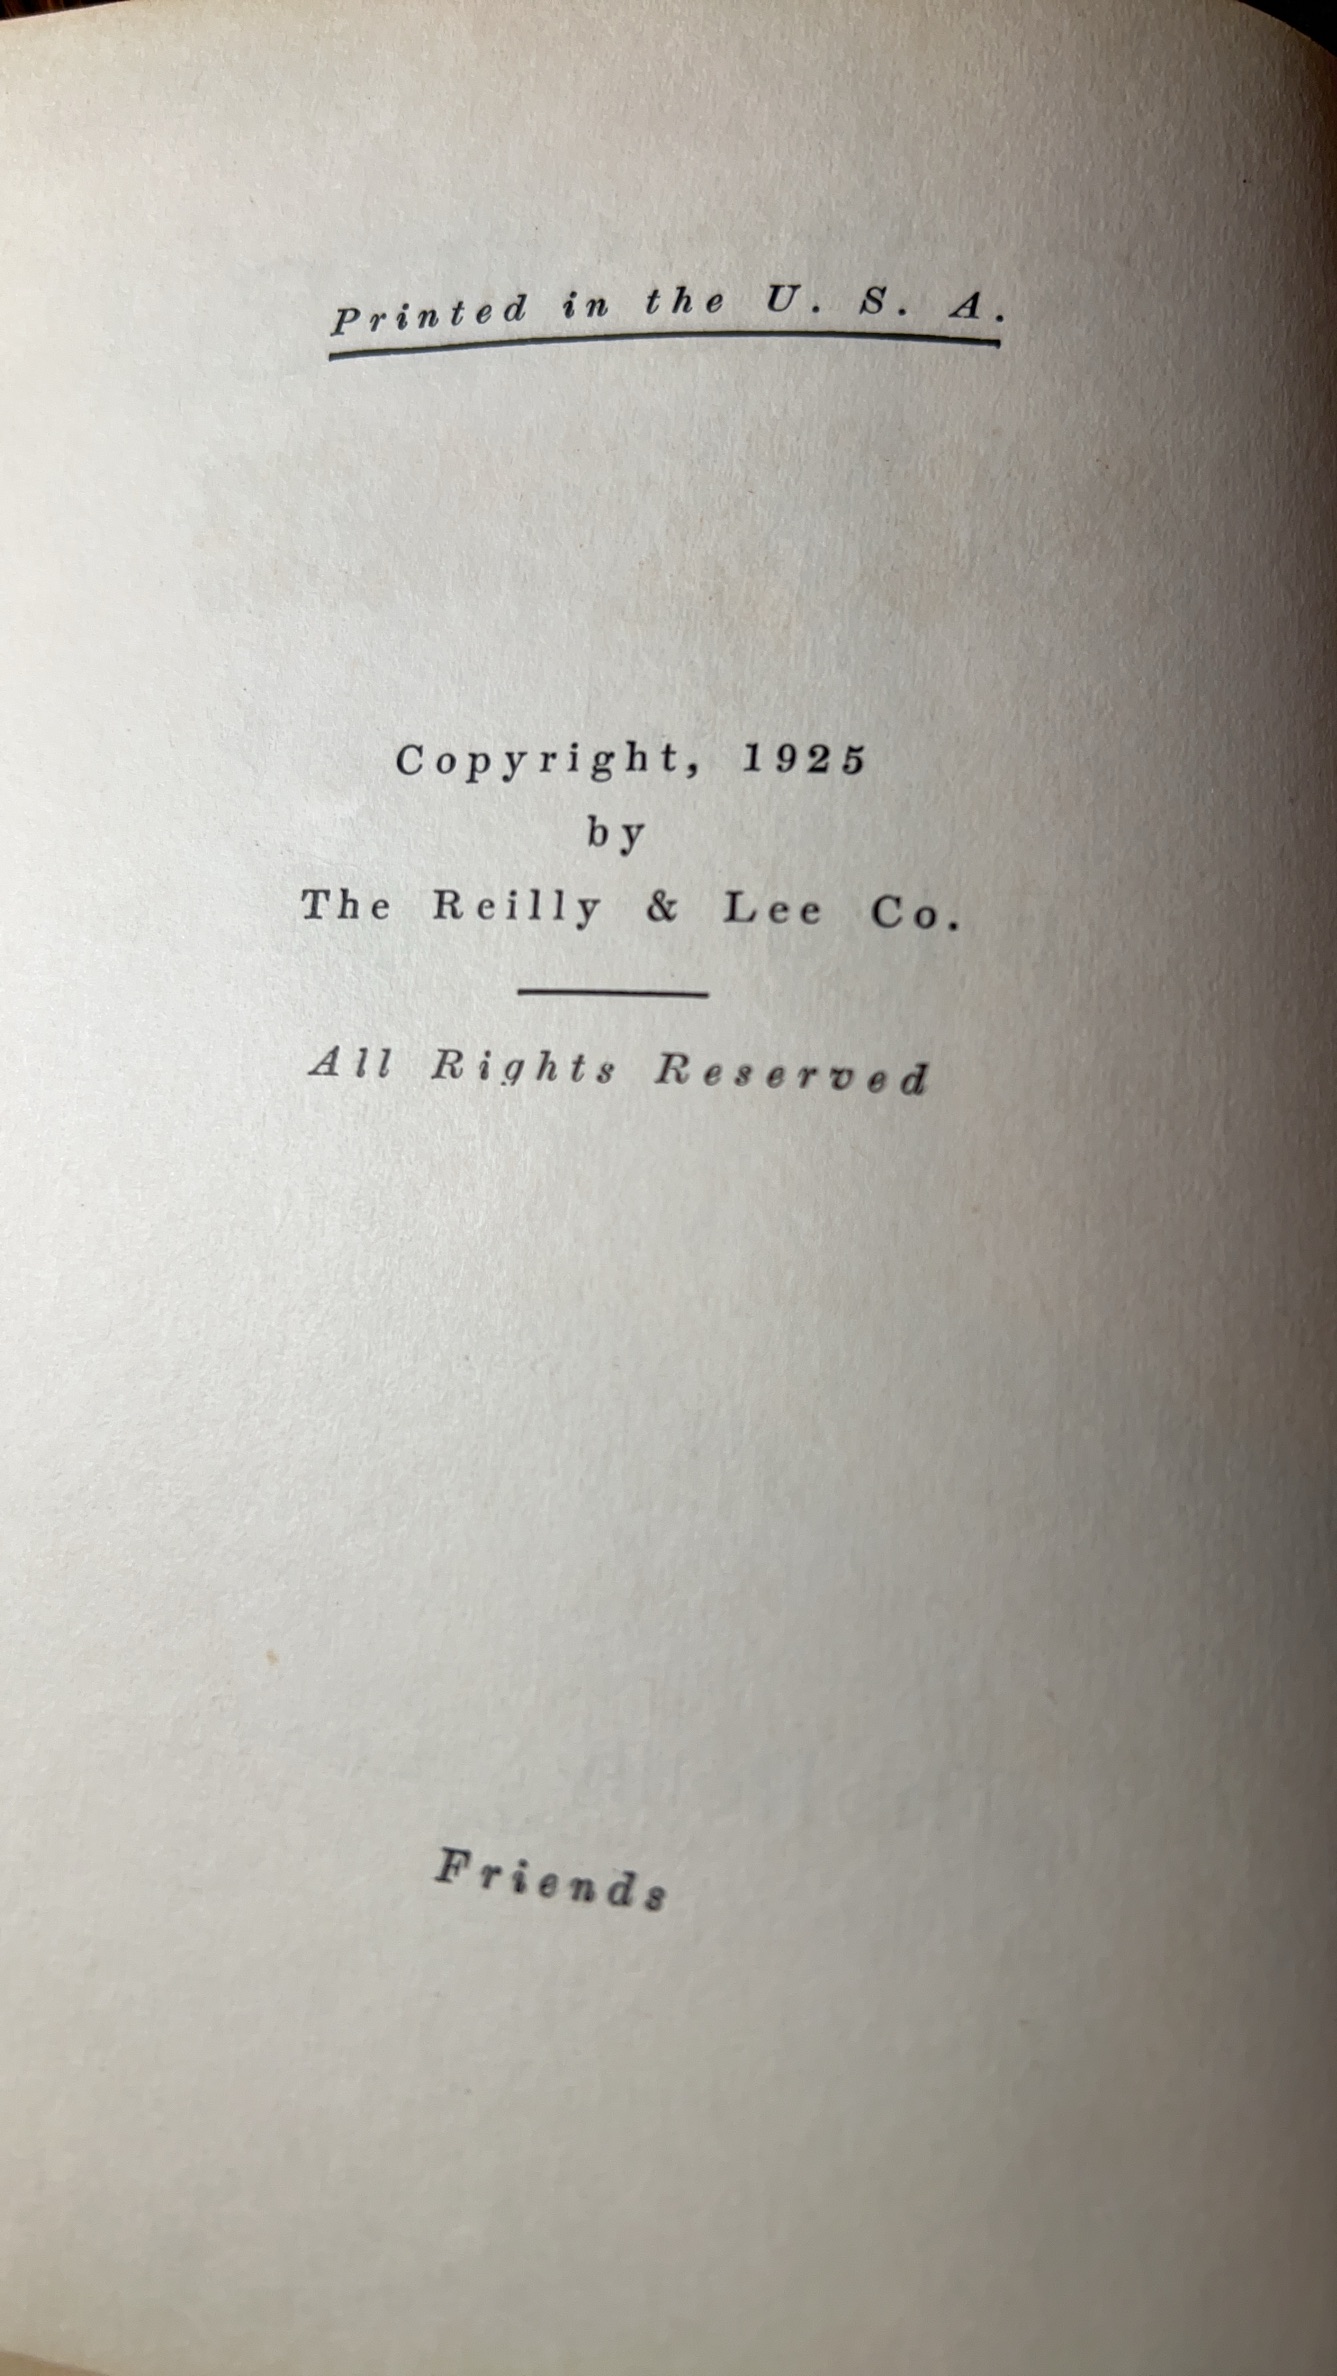 Printed in the U. S. A.
Copyright, 1925
by
The Reilly & Lee Co.
All Rights Reserved
Friends